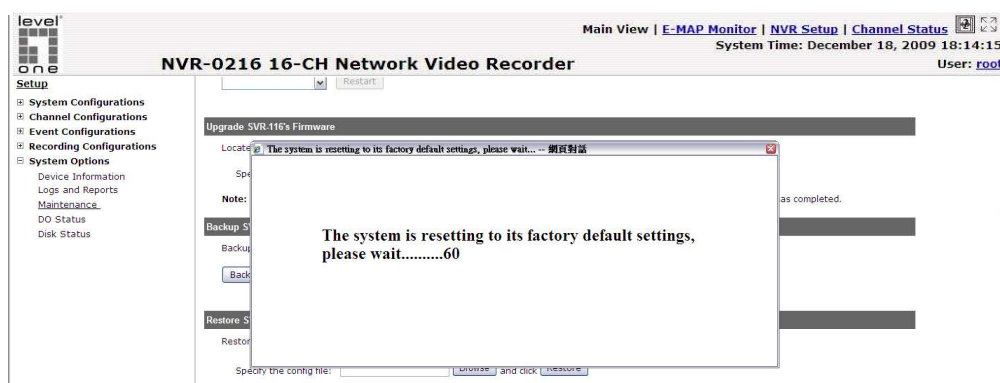 level
one
Main View | E-MAP Monitor | NVR Setup | Channel Status
System Time: December 18, 2009 18:14:15
NVR-0216 16-CH Network Video Recorder
User: root
Setup
System Configurations
Channel Configurations
Event Configurations
Recording Configurations
System Options
Device Information
Logs and Reports
Maintenance
DO Status
Disk Status
Restart
Upgrade SVR-116's Firmware
Locate
The system is resetting to its factory default settings, please wait... -- 網頁對話
Spe
Note:
as completed.
Backup S
The system is resetting to its factory default settings,
please wait..........60
Backup
Back
Restore S
Restor
Specify the config file: Browse and click Restore